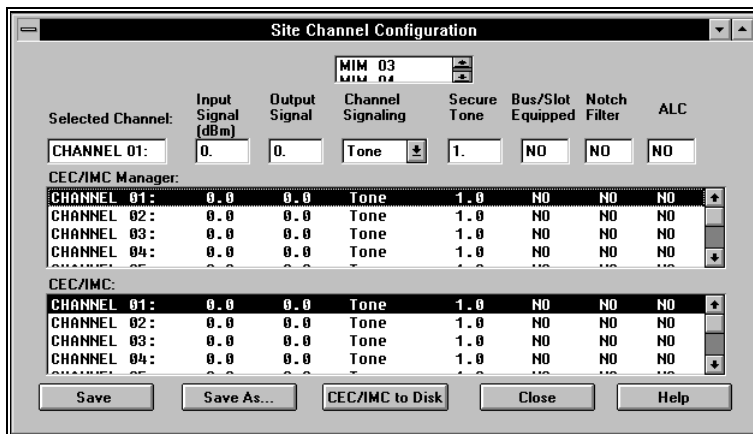 Site Channel Configuration
MIM 03
MIM 04
Selected Channel: Input Signal (dBm) Output Signal Channel Signaling Secure Tone Bus/Slot Equipped Notch Filter ALC
CHANNEL 01: 0. 0. Tone 1. NO NO NO
CEC/IMC Manager:
CHANNEL 01: 0.0 0.0 Tone 1.0 NO NO NO
CHANNEL 02: 0.0 0.0 Tone 1.0 NO NO NO
CHANNEL 03: 0.0 0.0 Tone 1.0 NO NO NO
CHANNEL 04: 0.0 0.0 Tone 1.0 NO NO NO
CEC/IMC:
CHANNEL 01: 0.0 0.0 Tone 1.0 NO NO NO
CHANNEL 02: 0.0 0.0 Tone 1.0 NO NO NO
CHANNEL 03: 0.0 0.0 Tone 1.0 NO NO NO
CHANNEL 04: 0.0 0.0 Tone 1.0 NO NO NO
Save Save As... CEC/IMC to Disk Close Help